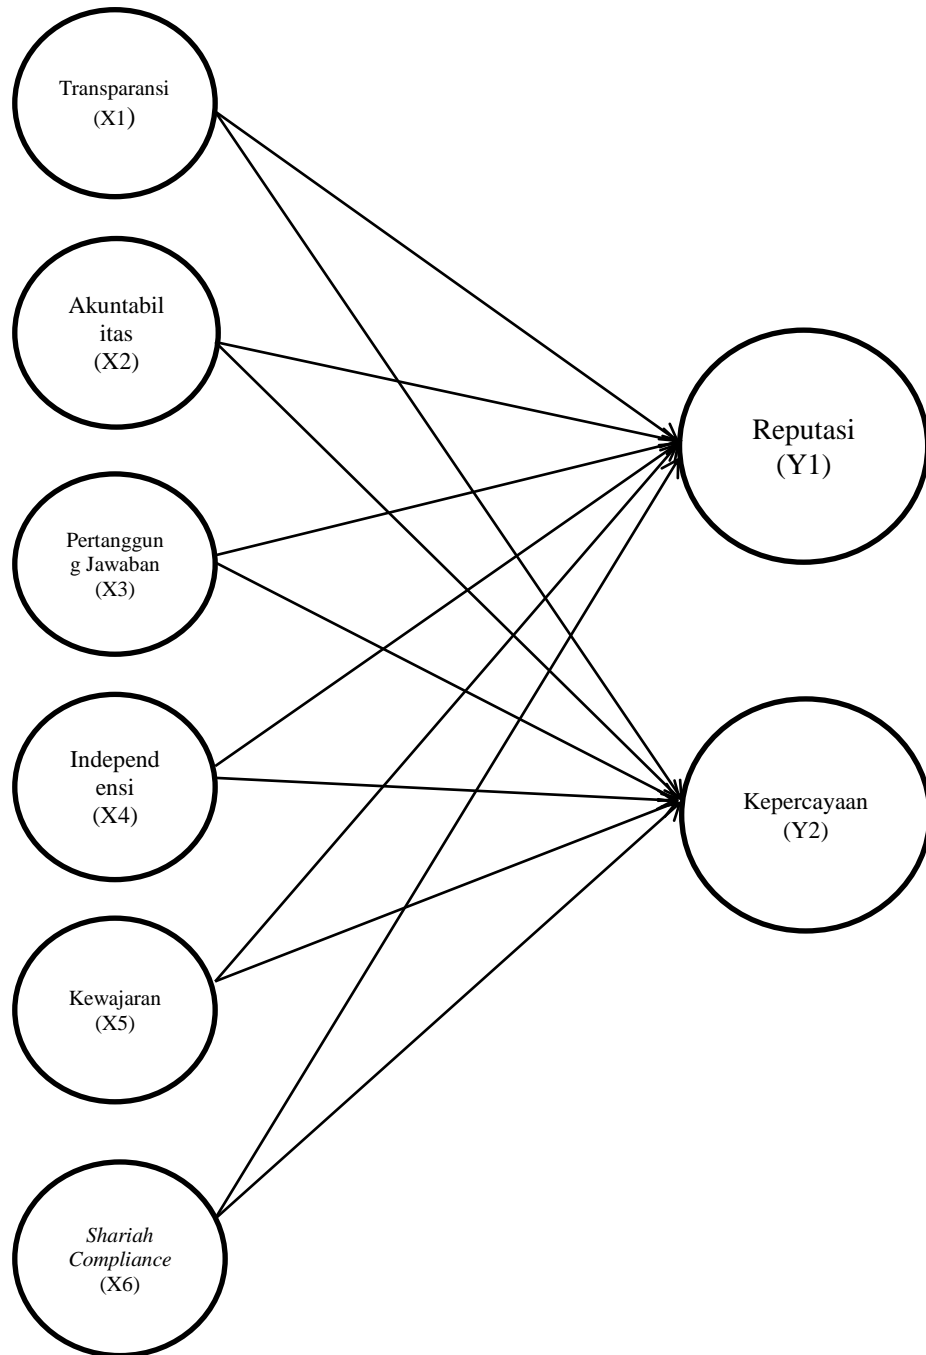 Transparansi
(X1)
Akuntabil
itas
(X2)
Pertanggun
g Jawaban
(X3)
Independ
ensi
(X4)
Kewajaran
(X5)
Shariah
Compliance
(X6)
Reputasi
(Y1)
Kepercayaan
(Y2)